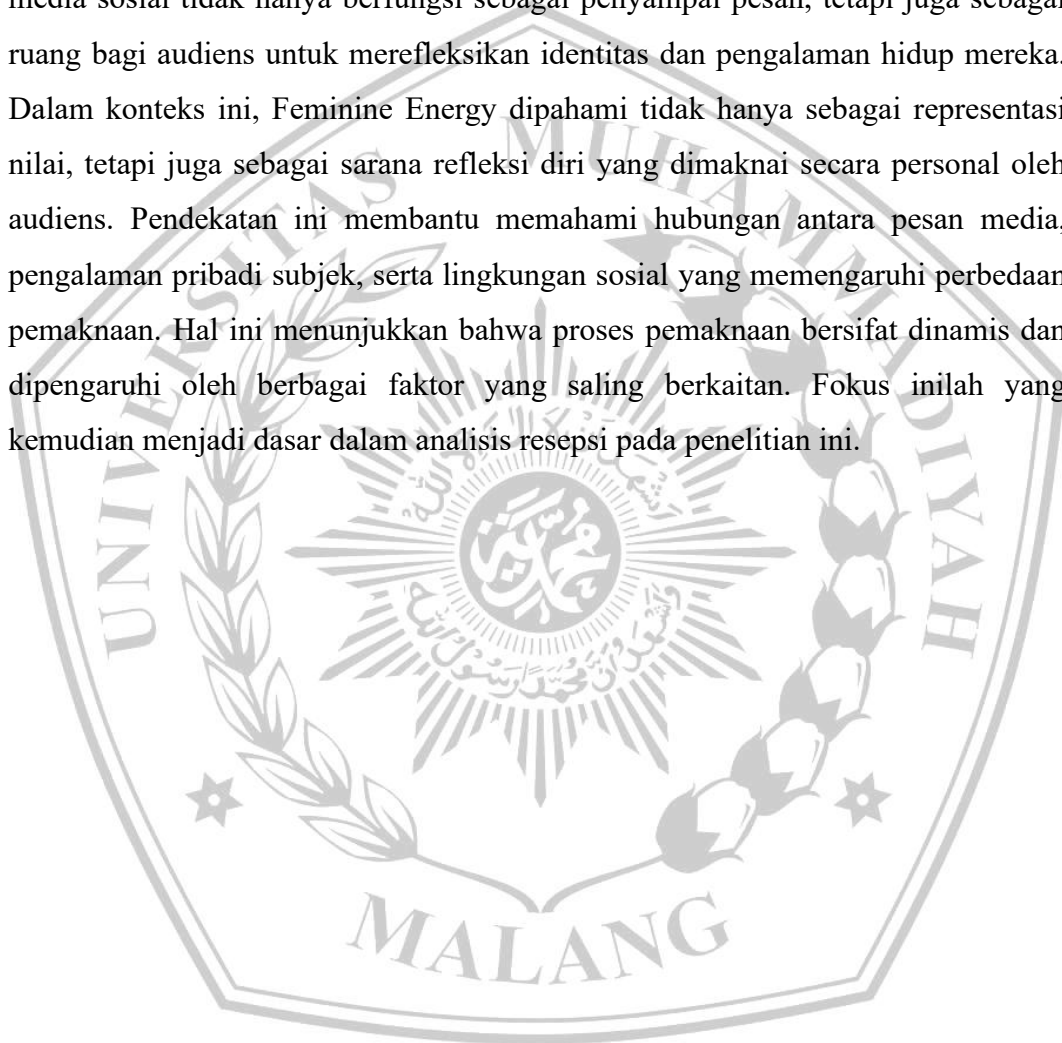 media sosial tidak hanya berfungsi sebagai penyampai pesan, tetapi juga sebagai
ruang bagi audiens untuk merefleksikan identitas dan pengalaman hidup mereka.
Dalam konteks ini, Feminine Energy dipahami tidak hanya sebagai representasi
nilai, tetapi juga sebagai sarana refleksi diri yang dimaknai secara personal oleh
audiens. Pendekatan ini membantu memahami hubungan antara pesan media,
pengalaman pribadi subjek, serta lingkungan sosial yang memengaruhi perbedaan
pemaknaan. Hal ini menunjukkan bahwa proses pemaknaan bersifat dinamis dan
dipengaruhi oleh berbagai faktor yang saling berkaitan. Fokus inilah yang
kemudian menjadi dasar dalam analisis resepsi pada penelitian ini.
UNIVERSITAS MUHAMMADIYAH
MALANG